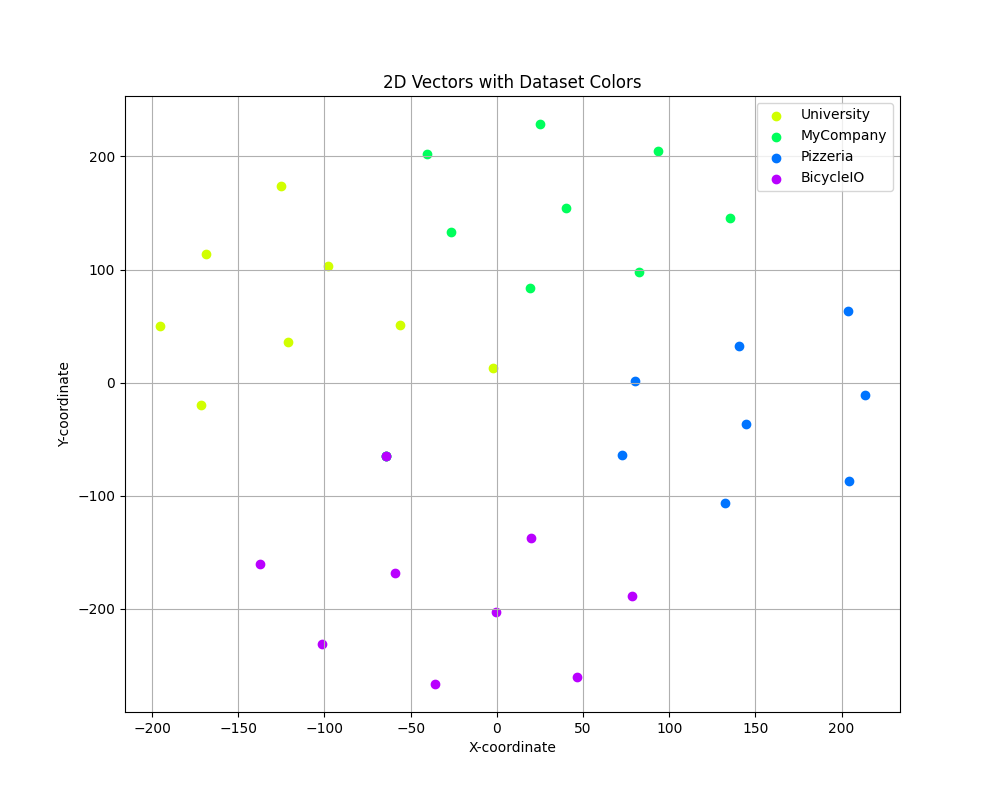 2D Vectors with Dataset Colors
University
MyCompany
Pizzeria
BicycleIO
Y-coordinate
200
100
0
−100
−200
−200
−150
−100
−50
0
50
100
150
200
X-coordinate